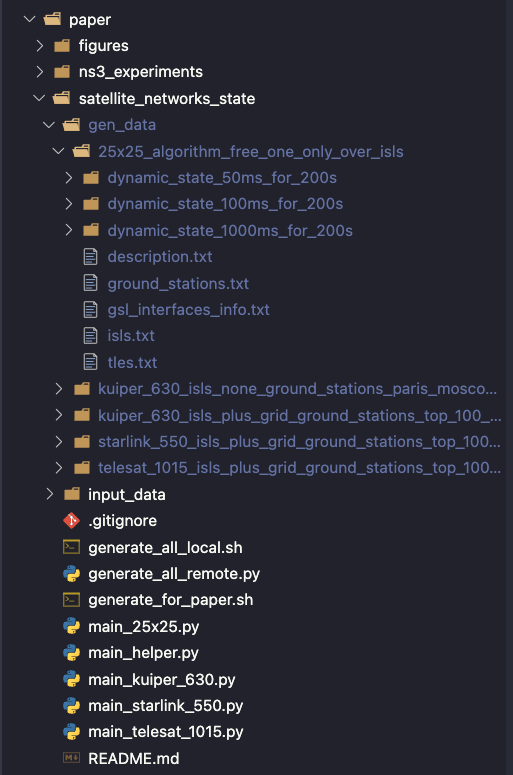 paper
figures
ns3_experiments
satellite_networks_state
gen_data
25x25_algorithm_free_one_only_over_isls
dynamic_state_50ms_for_200s
dynamic_state_100ms_for_200s
dynamic_state_1000ms_for_200s
description.txt
ground_stations.txt
gsl_interfaces_info.txt
isls.txt
tles.txt
kuiper_630_isls_none_ground_stations_paris_mosco...
kuiper_630_isls_plus_grid_ground_stations_top_100_...
starlink_550_isls_plus_grid_ground_stations_top_100...
telesat_1015_isls_plus_grid_ground_stations_top_100...
input_data
.gitignore
generate_all_local.sh
generate_all_remote.py
generate_for_paper.sh
main_25x25.py
main_helper.py
main_kuiper_630.py
main_starlink_550.py
main_telesat_1015.py
README.md